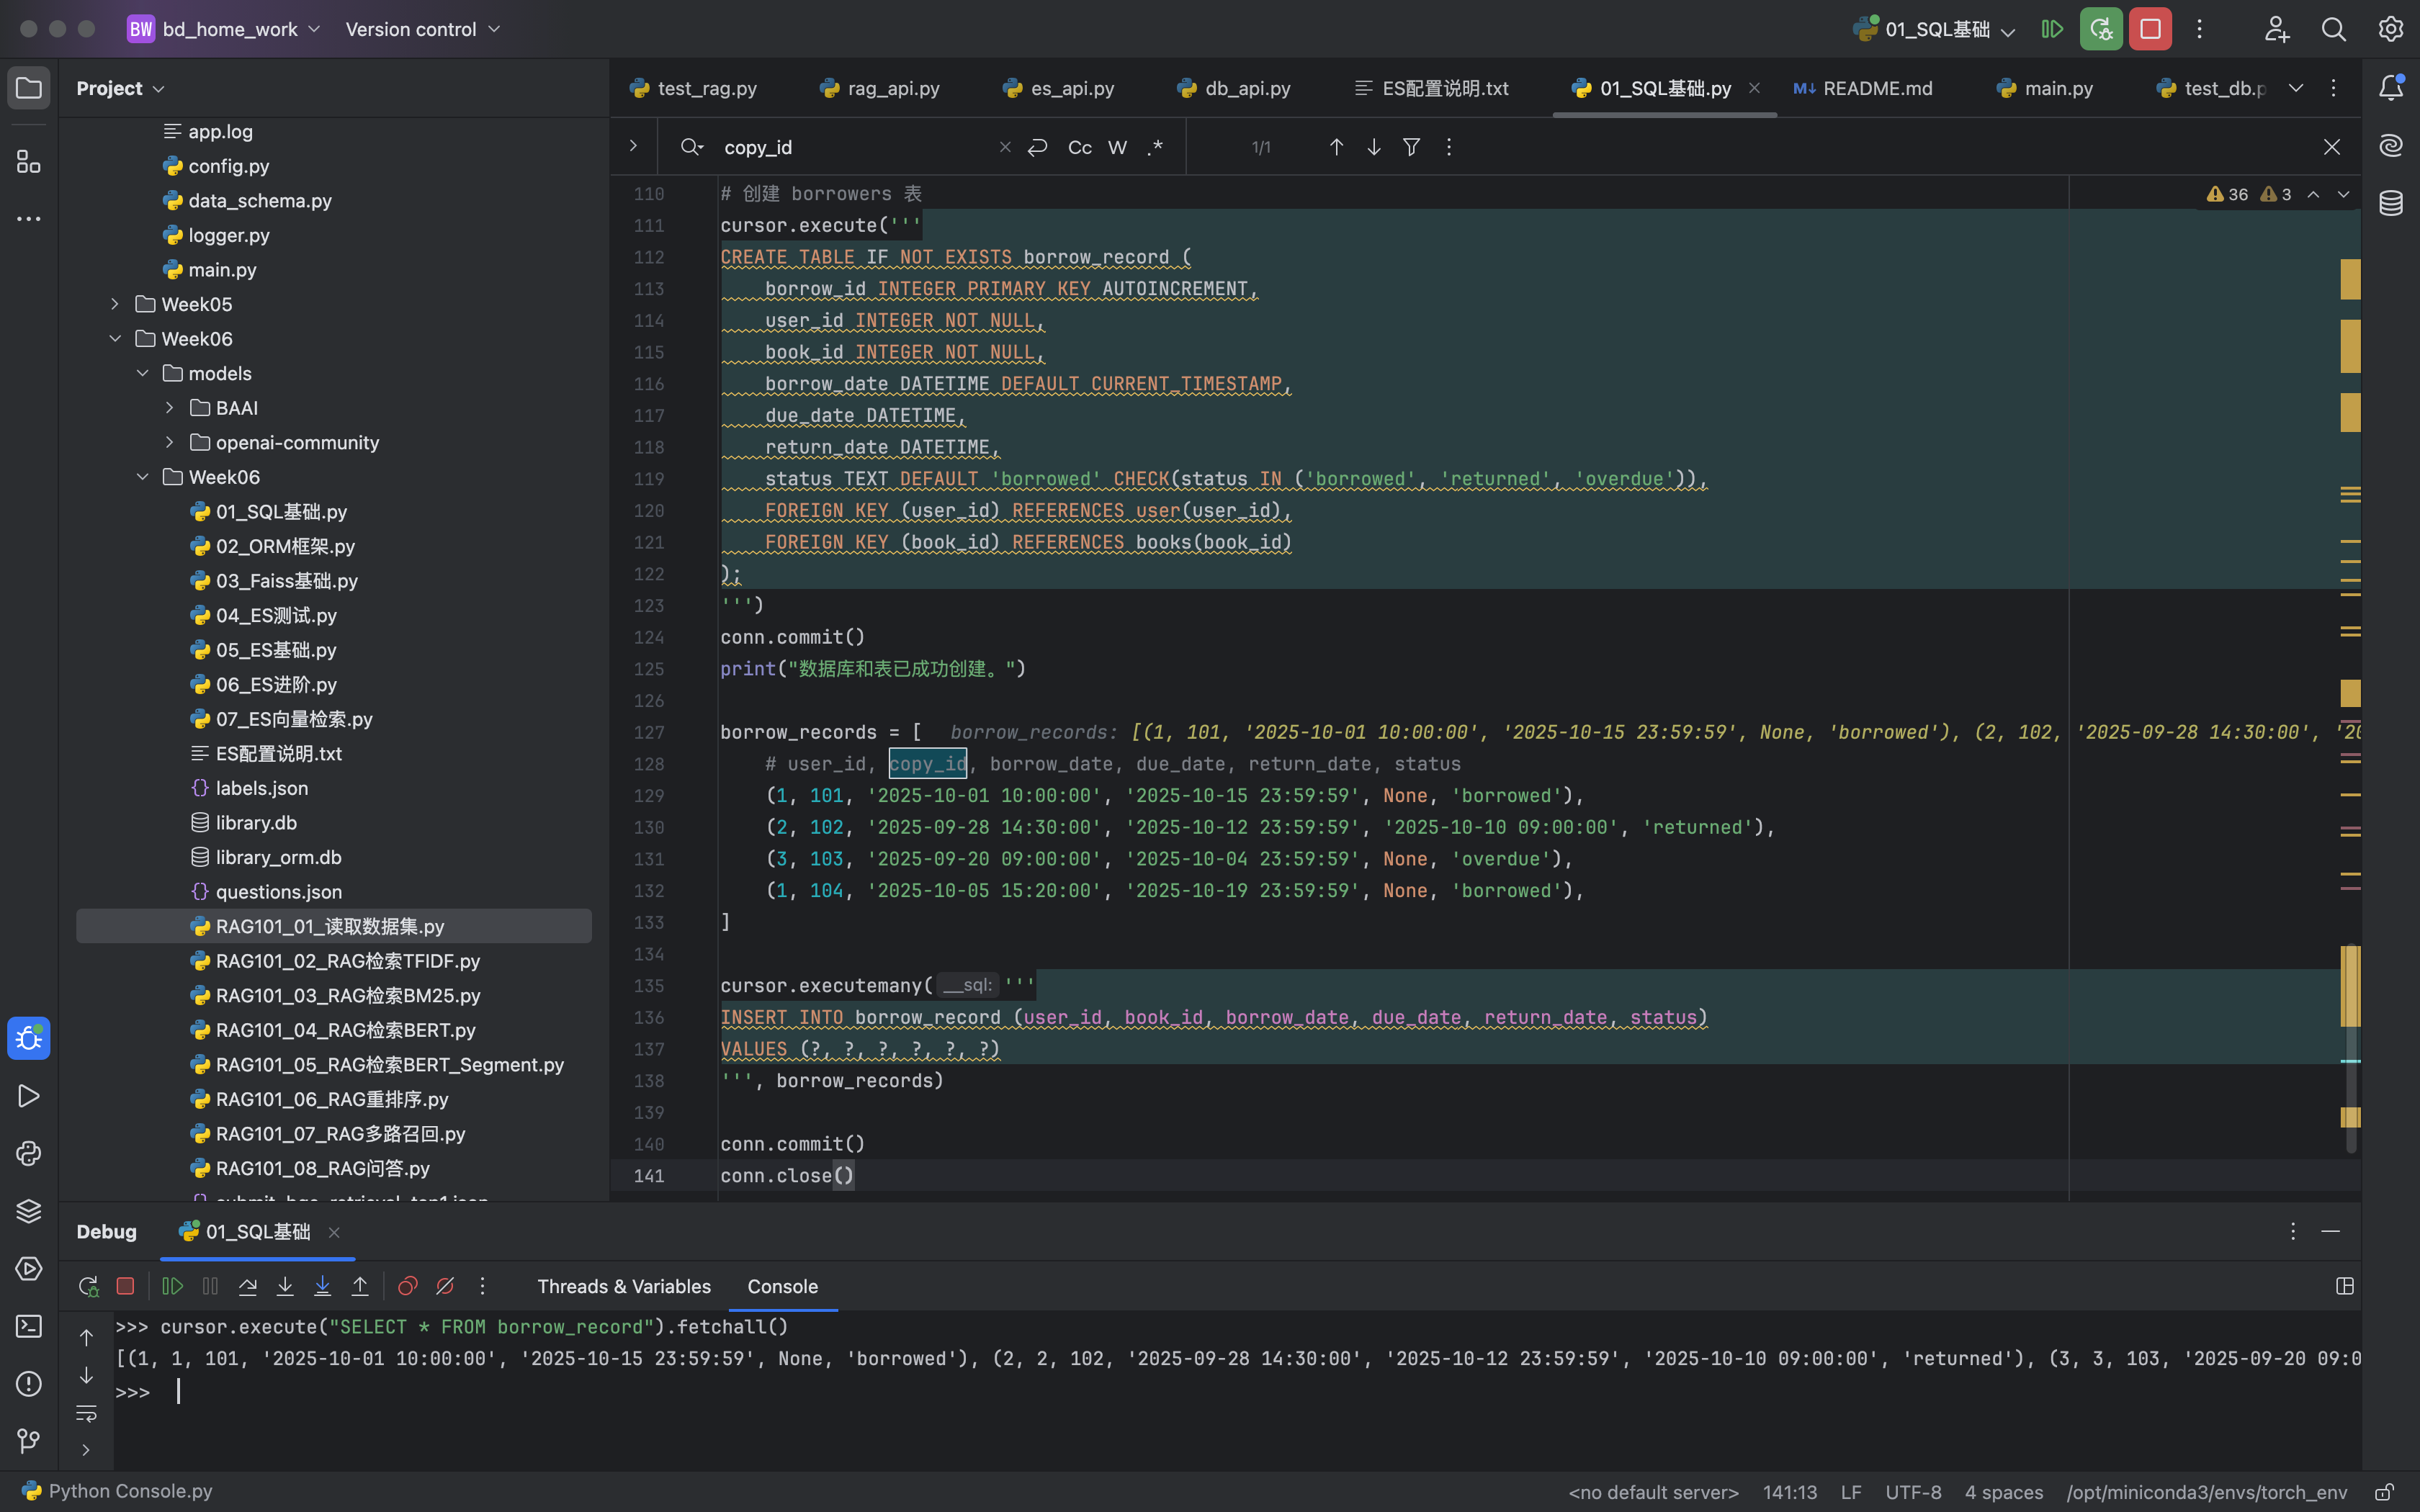 BW bd_home_work Version control 01_SQL基础
Project
app.log
config.py
data_schema.py
logger.py
main.py
Week05
Week06
models
BAAI
openai-community
Week06
01_SQL基础.py
02_ORM框架.py
03_Faiss基础.py
04_ES测试.py
05_ES基础.py
06_ES进阶.py
07_ES向量检索.py
ES配置说明.txt
labels.json
library.db
library_orm.db
questions.json
RAG101_01_读取数据集.py
RAG101_02_RAG检索TFIDF.py
RAG101_03_RAG检索BM25.py
RAG101_04_RAG检索BERT.py
RAG101_05_RAG检索BERT_Segment.py
RAG101_06_RAG重排序.py
RAG101_07_RAG多路召回.py
RAG101_08_RAG问答.py
test_rag.py rag_api.py es_api.py db_api.py ES配置说明.txt 01_SQL基础.py README.md main.py test_db.p
copy_id Cc W .* 1/1
36 3
110 # 创建 borrowers 表
111 cursor.execute('''
112 CREATE TABLE IF NOT EXISTS borrow_record (
113 borrow_id INTEGER PRIMARY KEY AUTOINCREMENT,
114 user_id INTEGER NOT NULL,
115 book_id INTEGER NOT NULL,
116 borrow_date DATETIME DEFAULT CURRENT_TIMESTAMP,
117 due_date DATETIME,
118 return_date DATETIME,
119 status TEXT DEFAULT 'borrowed' CHECK(status IN ('borrowed', 'returned', 'overdue')),
120 FOREIGN KEY (user_id) REFERENCES user(user_id),
121 FOREIGN KEY (book_id) REFERENCES books(book_id)
122 );
123 ''')
124 conn.commit()
125 print("数据库和表已成功创建。")
126
127 borrow_records = [ borrow_records: [(1, 101, '2025-10-01 10:00:00', '2025-10-15 23:59:59', None, 'borrowed'), (2, 102, '2025-09-28 14:30:00', '20
128 # user_id, copy_id, borrow_date, due_date, return_date, status
129 (1, 101, '2025-10-01 10:00:00', '2025-10-15 23:59:59', None, 'borrowed'),
130 (2, 102, '2025-09-28 14:30:00', '2025-10-12 23:59:59', '2025-10-10 09:00:00', 'returned'),
131 (3, 103, '2025-09-20 09:00:00', '2025-10-04 23:59:59', None, 'overdue'),
132 (1, 104, '2025-10-05 15:20:00', '2025-10-19 23:59:59', None, 'borrowed'),
133 ]
134
135 cursor.executemany( __sql: '''
136 INSERT INTO borrow_record (user_id, book_id, borrow_date, due_date, return_date, status)
137 VALUES (?, ?, ?, ?, ?, ?)
138 ''', borrow_records)
139
140 conn.commit()
141 conn.close()
Debug 01_SQL基础
Threads & Variables Console
>>> cursor.execute("SELECT * FROM borrow_record").fetchall()
[(1, 1, 101, '2025-10-01 10:00:00', '2025-10-15 23:59:59', None, 'borrowed'), (2, 2, 102, '2025-09-28 14:30:00', '2025-10-12 23:59:59', '2025-10-10 09:00:00', 'returned'), (3, 3, 103, '2025-09-20 09:0
>>>
Python Console.py <no default server> 141:13 LF UTF-8 4 spaces /opt/miniconda3/envs/torch_env